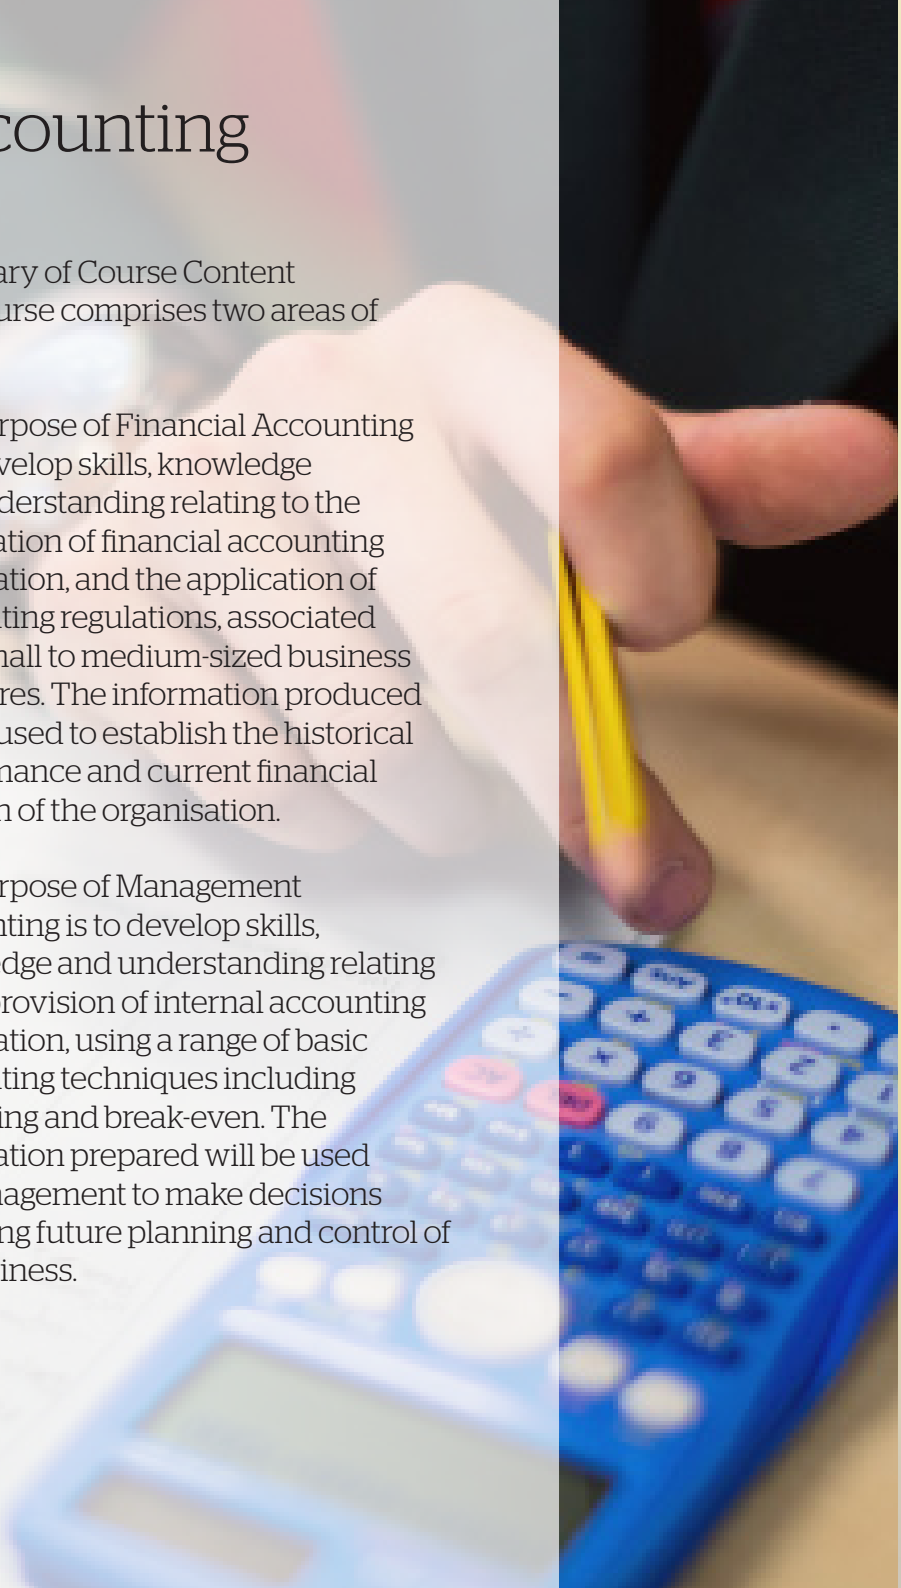 counting
ary of Course Content
urse comprises two areas of
rpose of Financial Accounting
velop skills, knowledge
derstanding relating to the
ation of financial accounting
ation, and the application of
ting regulations, associated
nall to medium-sized business
res. The information produced
used to establish the historical
mance and current financial
n of the organisation.
rpose of Management
nting is to develop skills,
edge and understanding relating
provision of internal accounting
ation, using a range of basic
ting techniques including
ing and break-even. The
ation prepared will be used
nagement to make decisions
ng future planning and control of
iness.